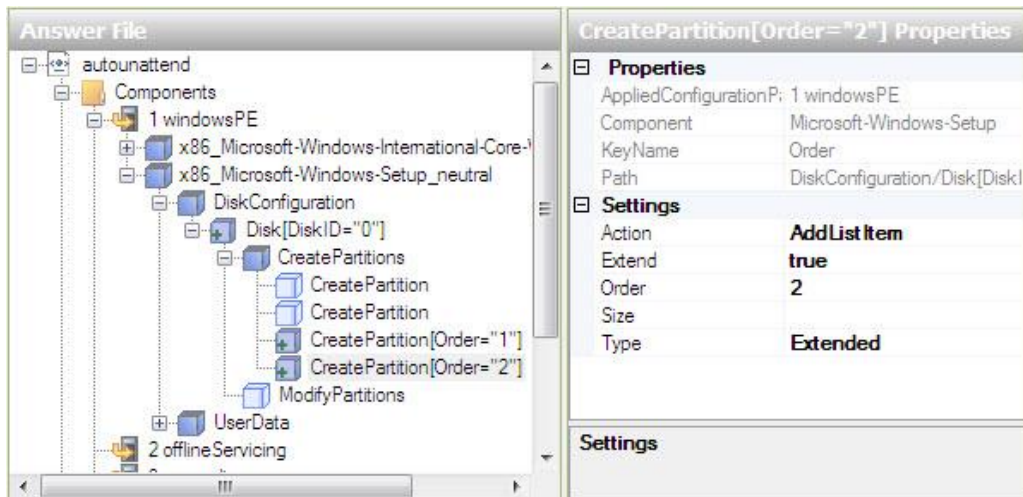 Answer File
autounattend
Components
1 windowsPE
x86_Microsoft-Windows-International-Core-
x86_Microsoft-Windows-Setup_neutral
DiskConfiguration
Disk[DiskID="0"]
CreatePartitions
CreatePartition
CreatePartition
CreatePartition[Order="1"]
CreatePartition[Order="2"]
ModifyPartitions
UserData
2 offlineServicing
CreatePartition[Order="2"] Properties
Properties
AppliedConfigurationP: 1 windowsPE
Component Microsoft-Windows-Setup
KeyName Order
Path DiskConfiguration/Disk[DiskI
Settings
Action AddListItem
Extend true
Order 2
Size
Type Extended
Settings